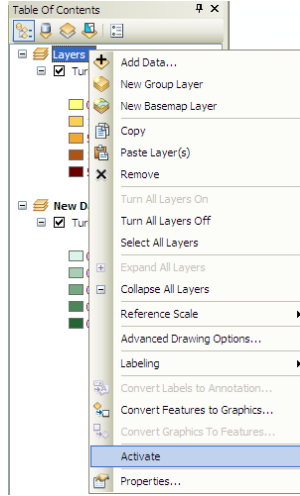 Table Of Contents
Layers
Tur
New D
Tur
Add Data...
New Group Layer
New Basemap Layer
Copy
Paste Layer(s)
Remove
Turn All Layers On
Turn All Layers Off
Select All Layers
Expand All Layers
Collapse All Layers
Reference Scale
Advanced Drawing Options...
Labeling
Convert Labels to Annotation...
Convert Features to Graphics...
Convert Graphics To Features...
Activate
Properties...